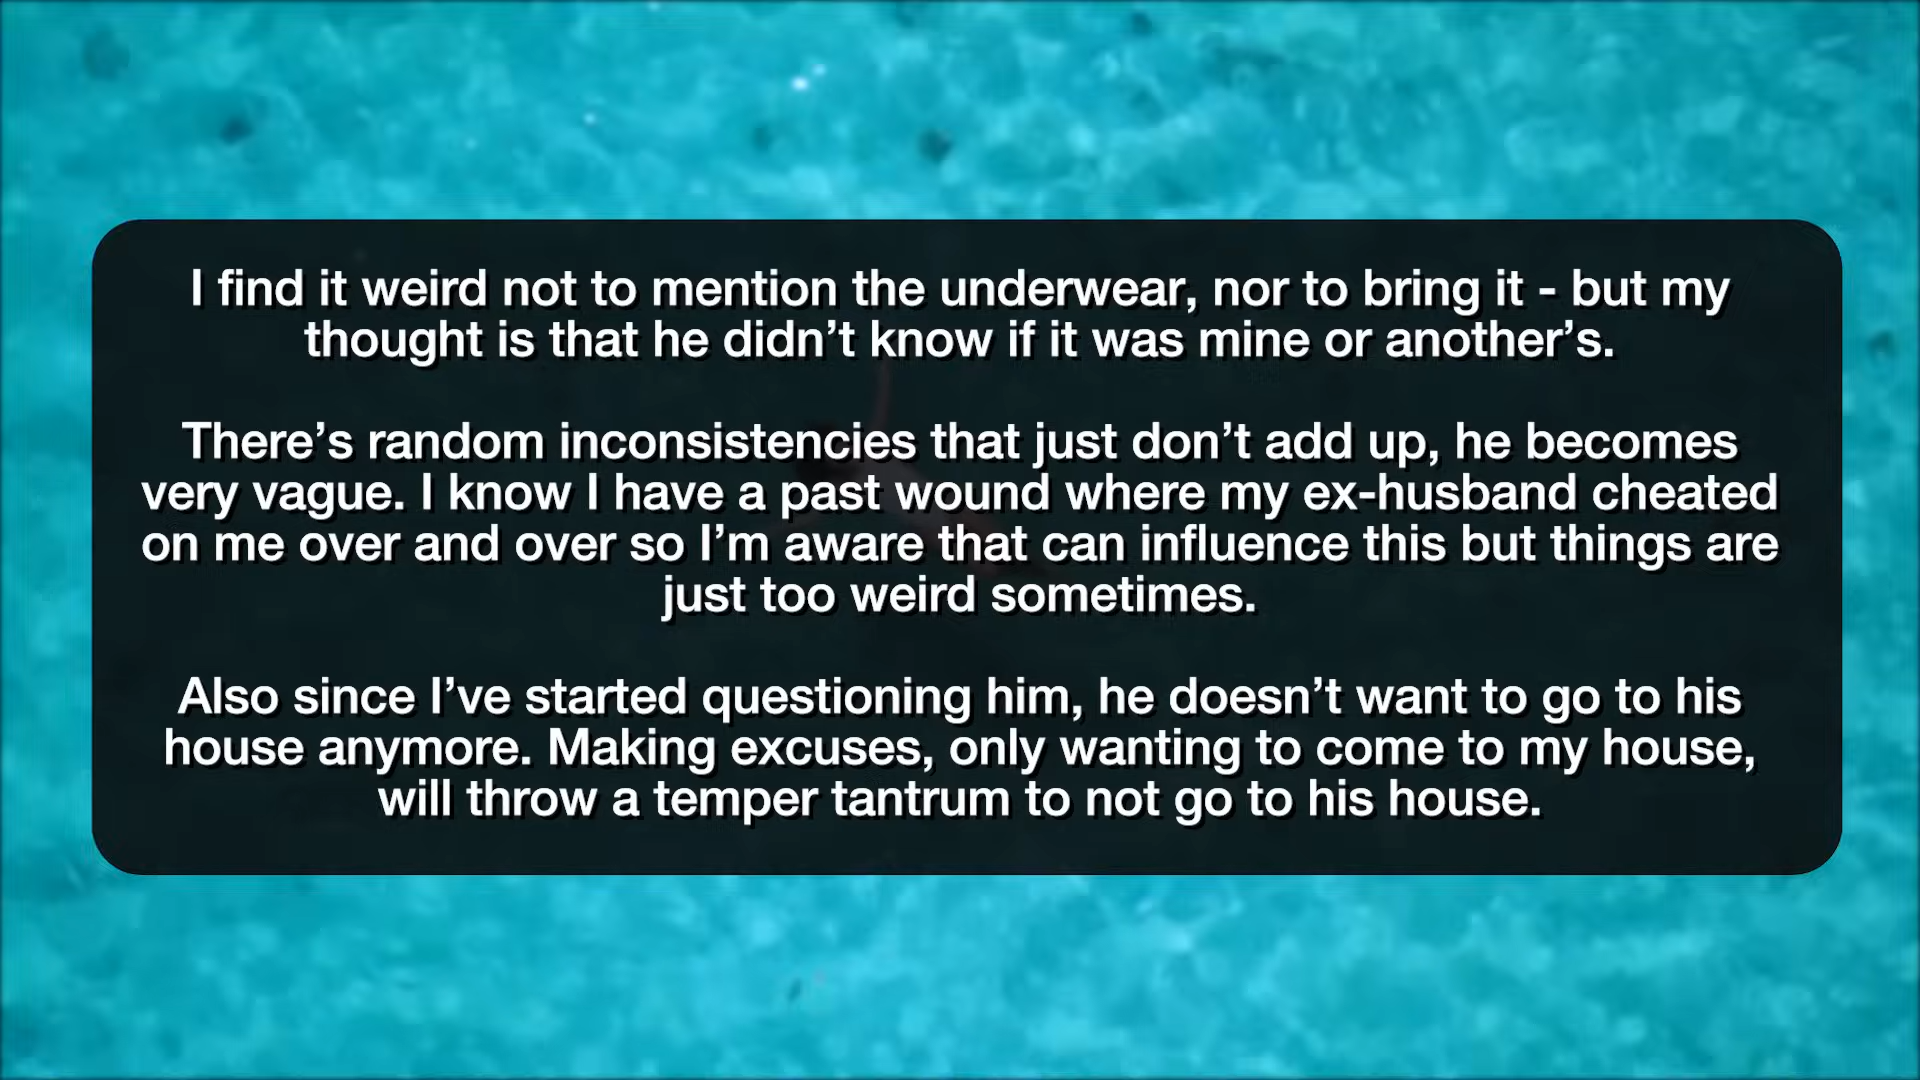 I find it weird not to mention the underwear, nor to bring it - but my
thought is that he didn’t know if it was mine or another’s.
There’s random inconsistencies that just don’t add up, he becomes
very vague. I know I have a past wound where my ex-husband cheated
on me over and over so I’m aware that can influence this but things are
just too weird sometimes.
Also since I’ve started questioning him, he doesn’t want to go to his
house anymore. Making excuses, only wanting to come to my house,
will throw a temper tantrum to not go to his house.